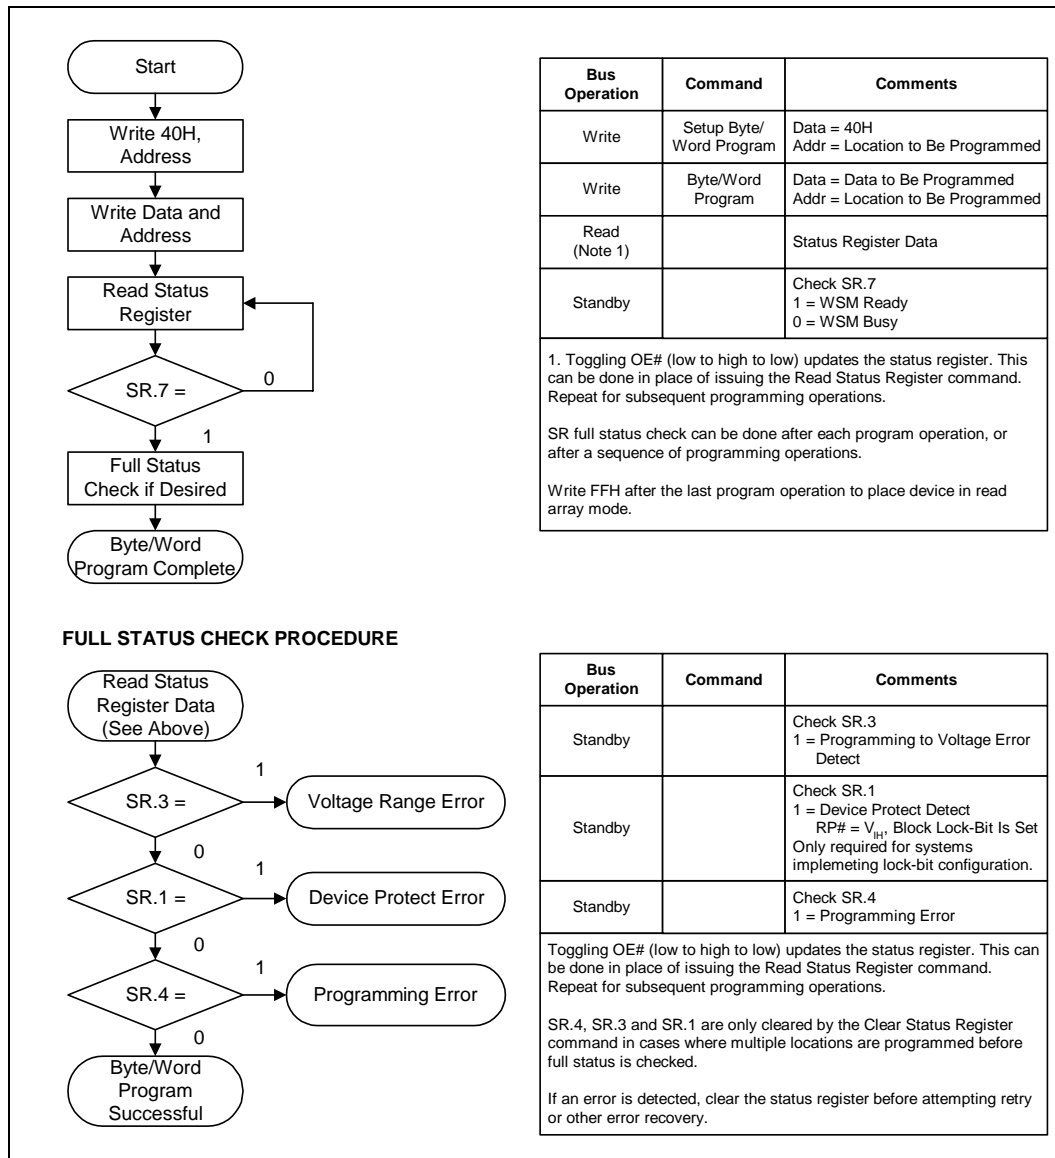 Start
Write 40H,
Address
Write Data and
Address
Read Status
Register
SR.7 =
0
1
Full Status
Check if Desired
Byte/Word
Program Complete
Bus
Operation
Command
Comments
Write
Setup Byte/
Word Program
Data = 40H
Addr = Location to Be Programmed
Write
Byte/Word
Program
Data = Data to Be Programmed
Addr = Location to Be Programmed
Read
(Note 1)
Status Register Data
Standby
Check SR.7
1 = WSM Ready
0 = WSM Busy
1. Toggling OE# (low to high to low) updates the status register. This
can be done in place of issuing the Read Status Register command.
Repeat for subsequent programming operations.
SR full status check can be done after each program operation, or
after a sequence of programming operations.
Write FFH after the last program operation to place device in read
array mode.
FULL STATUS CHECK PROCEDURE
Read Status
Register Data
(See Above)
SR.3 =
1
Voltage Range Error
0
SR.1 =
1
Device Protect Error
0
SR.4 =
1
Programming Error
0
Byte/Word
Program
Successful
Bus
Operation
Command
Comments
Standby
Check SR.3
1 = Programming to Voltage Error
Detect
Standby
Check SR.1
1 = Device Protect Detect
RP# = VIH, Block Lock-Bit Is Set
Only required for systems
implemeting lock-bit configuration.
Standby
Check SR.4
1 = Programming Error
Toggling OE# (low to high to low) updates the status register. This can
be done in place of issuing the Read Status Register command.
Repeat for subsequent programming operations.
SR.4, SR.3 and SR.1 are only cleared by the Clear Status Register
command in cases where multiple locations are programmed before
full status is checked.
If an error is detected, clear the status register before attempting retry
or other error recovery.